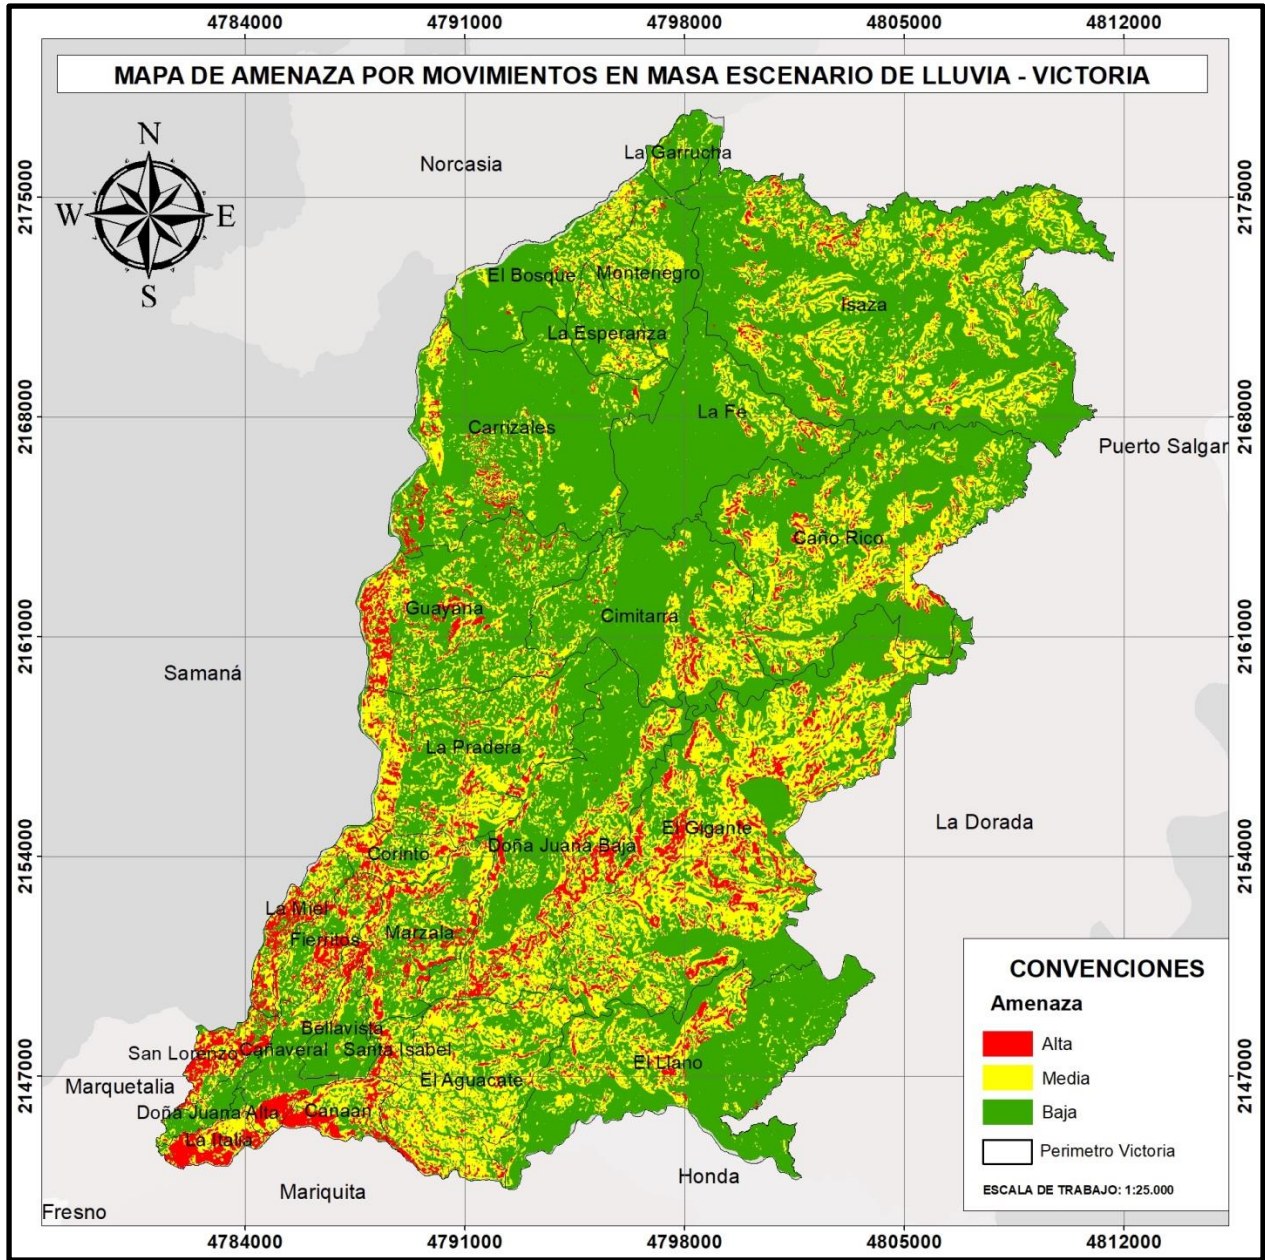 4784000 4791000 4798000 4805000 4812000
MAPA DE AMENAZA POR MOVIMIENTOS EN MASA ESCENARIO DE LLUVIA - VICTORIA
N
W E
S
Norcasia
La Garrucha
2175000 2175000
El Bosque
Montenegro
Isaza
La Esperanza
La Fe
2168000 2168000
Carrizales
Puerto Salgar
Caño Rico
Guayana
Cimitarra
2161000 2161000
Samaná
La Pradera
El Gigante
La Dorada
Doña Juana Baja
Corinto
2154000 2154000
La Miel
Marzala
Fierritos
Bellavista
San Lorenzo
Cañaveral
Santa Isabel
El Llano
El Aguacate
Marquetalia
2147000 2147000
Doña Juana Alta
Canaan
La Italia
Honda
Mariquita
Fresno
CONVENCIONES
Amenaza
Alta
Media
Baja
Perimetro Victoria
ESCALA DE TRABAJO: 1:25.000
4784000 4791000 4798000 4805000 4812000